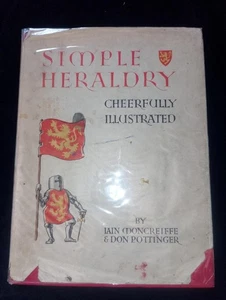 SIMPLE
HERALDRY
CHEERFULLY
ILLUSTRATED
BY
IAIN MONCREIFFE
& DON POTTINGER